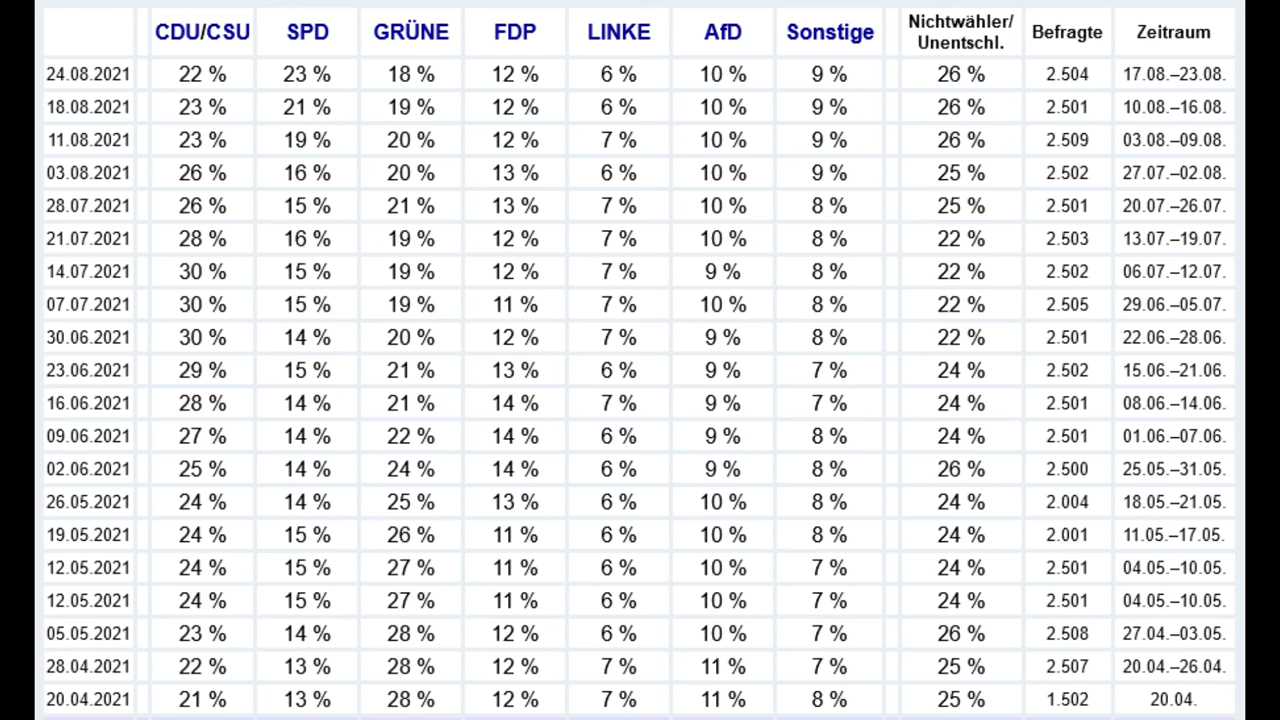 CDU/CSU SPD GRÜNE FDP LINKE AfD Sonstige Nichtwähler/ Unentschl. Befragte Zeitraum
24.08.2021 22 % 23 % 18 % 12 % 6 % 10 % 9 % 26 % 2.504 17.08.–23.08.
18.08.2021 23 % 21 % 19 % 12 % 6 % 10 % 9 % 26 % 2.501 10.08.–16.08.
11.08.2021 23 % 19 % 20 % 12 % 7 % 10 % 9 % 26 % 2.509 03.08.–09.08.
03.08.2021 26 % 16 % 20 % 13 % 6 % 10 % 9 % 25 % 2.502 27.07.–02.08.
28.07.2021 26 % 15 % 21 % 13 % 7 % 10 % 8 % 25 % 2.501 20.07.–26.07.
21.07.2021 28 % 16 % 19 % 12 % 7 % 10 % 8 % 22 % 2.503 13.07.–19.07.
14.07.2021 30 % 15 % 19 % 12 % 7 % 9 % 8 % 22 % 2.502 06.07.–12.07.
07.07.2021 30 % 15 % 19 % 11 % 7 % 10 % 8 % 22 % 2.505 29.06.–05.07.
30.06.2021 30 % 14 % 20 % 12 % 7 % 9 % 8 % 22 % 2.501 22.06.–28.06.
23.06.2021 29 % 15 % 21 % 13 % 6 % 9 % 7 % 24 % 2.502 15.06.–21.06.
16.06.2021 28 % 14 % 21 % 14 % 7 % 9 % 7 % 24 % 2.501 08.06.–14.06.
09.06.2021 27 % 14 % 22 % 14 % 6 % 9 % 8 % 24 % 2.501 01.06.–07.06.
02.06.2021 25 % 14 % 24 % 14 % 6 % 9 % 8 % 26 % 2.500 25.05.–31.05.
26.05.2021 24 % 14 % 25 % 13 % 6 % 10 % 8 % 24 % 2.004 18.05.–21.05.
19.05.2021 24 % 15 % 26 % 11 % 6 % 10 % 8 % 24 % 2.001 11.05.–17.05.
12.05.2021 24 % 15 % 27 % 11 % 6 % 10 % 7 % 24 % 2.501 04.05.–10.05.
12.05.2021 24 % 15 % 27 % 11 % 6 % 10 % 7 % 24 % 2.501 04.05.–10.05.
05.05.2021 23 % 14 % 28 % 12 % 6 % 10 % 7 % 26 % 2.508 27.04.–03.05.
28.04.2021 22 % 13 % 28 % 12 % 7 % 11 % 7 % 25 % 2.507 20.04.–26.04.
20.04.2021 21 % 13 % 28 % 12 % 7 % 11 % 8 % 25 % 1.502 20.04.